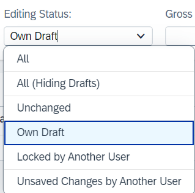 Editing Status: Gross
Own Draft
All
All (Hiding Drafts)
Unchanged
Own Draft
Locked by Another User
Unsaved Changes by Another User